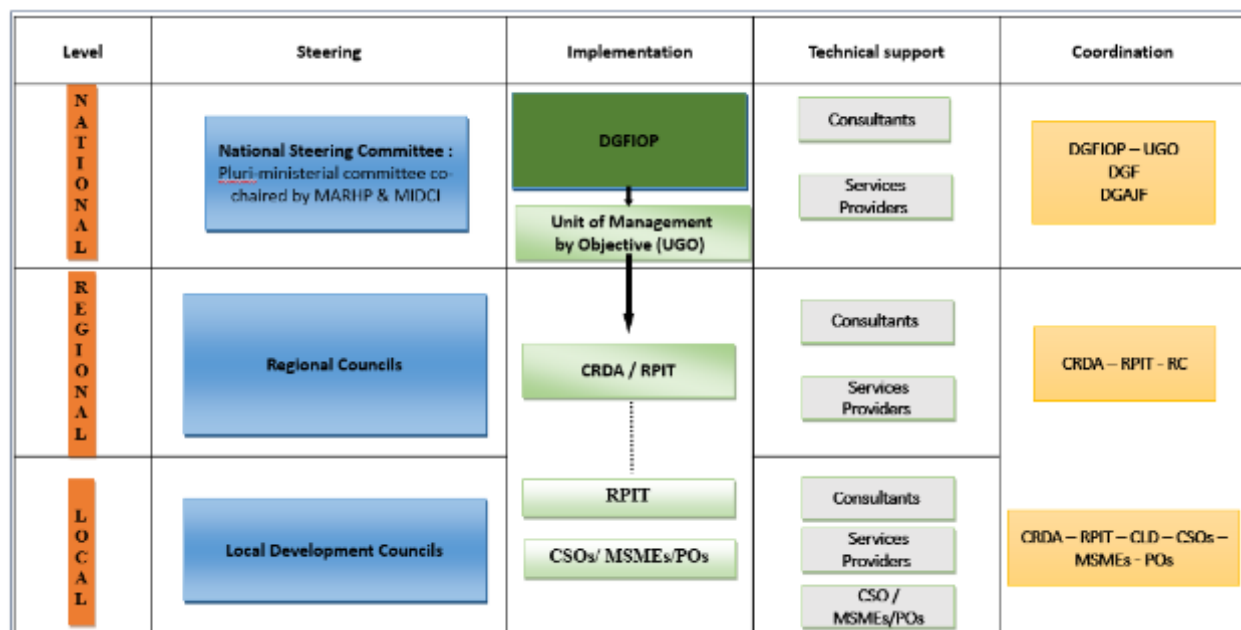 Level
Steering
Implementation
Technical support
Coordination
NATIONAL
National Steering Committee :
Pluri-ministerial committee co-
chaired by MARHP & MIDCI
DGFIOP
Unit of Management
by Objective (UGO)
Consultants
Services
Providers
DGFIOP – UGO
DGF
DGAJF
REGIONAL
Regional Councils
CRDA / RPIT
Consultants
Services
Providers
CRDA – RPIT - RC
LOCAL
Local Development Councils
RPIT
CSOs/ MSMEs/POs
Consultants
Services
Providers
CSO /
MSMEs/POs
CRDA – RPIT – CLD – CSOs –
MSMEs - POs